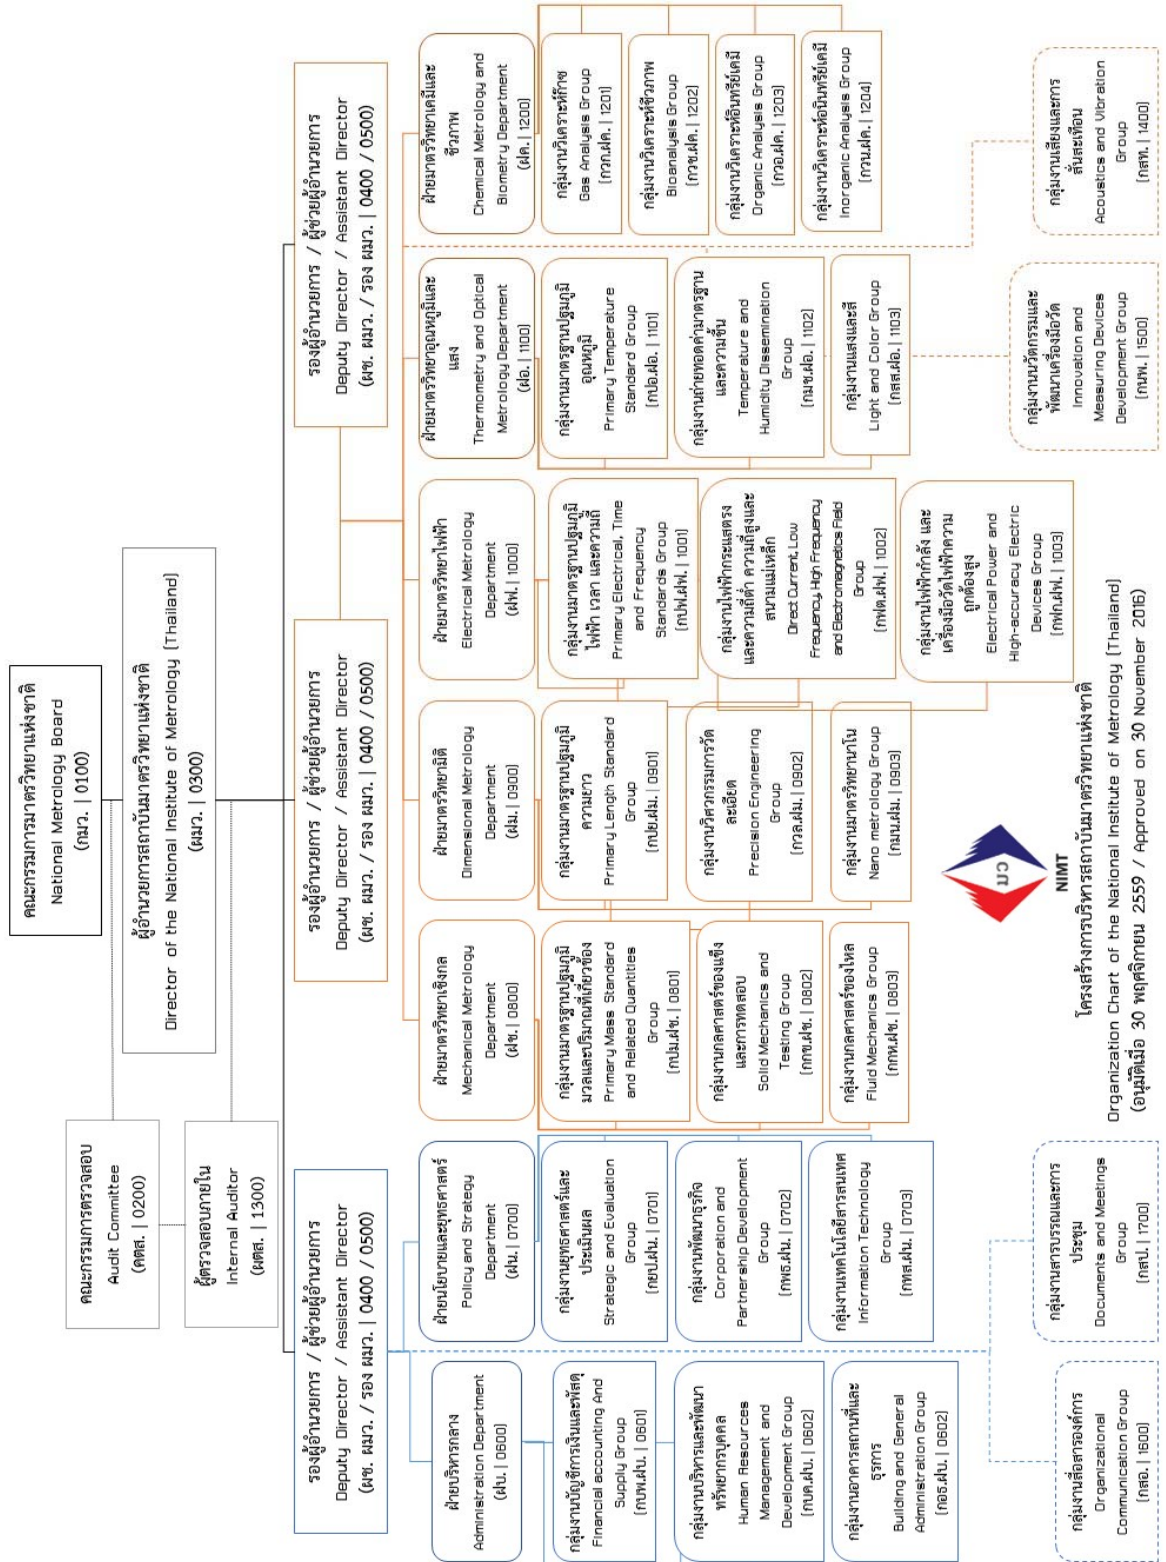 คณะกรรมการมาตรวิทยาแห่งชาติ
National Metrology Board
(กมว. | 0100)
คณะกรรมการตรวจสอบ
Audit Committee
(คตส. | 0200)
ผู้อำนวยการสถาบันมาตรวิทยาแห่งชาติ
Director of the National Institute of Metrology (Thailand)
(ผมว. | 0300)
ผู้ตรวจสอบภายใน
Internal Auditor
(ผตส. | 1300)
รองผู้อำนวยการ / ผู้ช่วยผู้อำนวยการ
Deputy Director / Assistant Director
(ผช. ผมว. / รอง ผมว. | 0400 / 0500)
รองผู้อำนวยการ / ผู้ช่วยผู้อำนวยการ
Deputy Director / Assistant Director
(ผช. ผมว. / รอง ผมว. | 0400 / 0500)
รองผู้อำนวยการ / ผู้ช่วยผู้อำนวยการ
Deputy Director / Assistant Director
(ผช. ผมว. / รอง ผมว. | 0400 / 0500)
ฝ่ายบริหารกลาง
Administration Department
(ฝบ. | 0600)
กลุ่มงานบัญชีการเงินและพัสดุ
Financial accounting And
Supply Group
(กบพ.ฝบ. | 0601)
กลุ่มงานบริหารและพัฒนา
ทรัพยากรบุคคล
Human Resources
Management and
Development Group
(กบค.ฝบ. | 0602)
กลุ่มงานอาคารสถานที่และ
ธุรการ
Building and General
Administration Group
(กอธ.ฝบ. | 0602)
ฝ่ายนโยบายและยุทธศาสตร์
Policy and Strategy
Department
(ฝน. | 0700)
กลุ่มงานยุทธศาสตร์และ
ประเมินผล
Strategic and Evaluation
Group
(กยป.ฝน. | 0701)
กลุ่มงานพัฒนาธุรกิจ
Corporation and
Partnership Development
Group
(กพธ.ฝน. | 0702)
กลุ่มงานเทคโนโลยีสารสนเทศ
Information Technology
Group
(กทส.ฝน. | 0703)
ฝ่ายมาตรวิทยาเชิงกล
Mechanical Metrology
Department
(ฝช. | 0800)
กลุ่มงานมาตรฐานปฐมภูมิ
มวลและปริมาณที่เกี่ยวข้อง
Primary Mass Standard
and Related Quantities
Group
(กปม.ฝช. | 0801)
กลุ่มงานกลศาสตร์ของแข็ง
และการทดสอบ
Solid Mechanics and
Testing Group
(กกข.ฝช. | 0802)
กลุ่มงานกลศาสตร์ของไหล
Fluid Mechanics Group
(กกห.ฝช. | 0803)
ฝ่ายมาตรวิทยามิติ
Dimensional Metrology
Department
(ฝม. | 0900)
กลุ่มงานมาตรฐานปฐมภูมิ
ความยาว
Primary Length Standard
Group
(กปย.ฝม. | 0901)
กลุ่มงานวิศวกรรมการวัด
ละเอียด
Precision Engineering
Group
(กวล.ฝม. | 0902)
กลุ่มงานมาตรวิทยานาโน
Nano metrology Group
(กมน.ฝม. | 0903)
ฝ่ายมาตรวิทยาไฟฟ้า
Electrical Metrology
Department
(ฝฟ. | 1000)
กลุ่มงานมาตรฐานปฐมภูมิ
ไฟฟ้า เวลา และความถี่
Primary Electrical, Time
and Frequency
Standards Group
(กปฟ.ฝฟ. | 1001)
กลุ่มงานไฟฟ้ากระแสตรง
และความถี่ต่ำ ความถี่สูงและ
สนามแม่เหล็ก
Direct Current, Low
Frequency, High Frequency
and Electromagnetics Field
Group
(กฟต.ฝฟ. | 1002)
กลุ่มงานไฟฟ้ากำลัง และ
เครื่องมือวัดไฟฟ้าความ
ถูกต้องสูง
Electrical Power and
High-accuracy Electric
Devices Group
(กฟก.ฝฟ. | 1003)
ฝ่ายมาตรวิทยาอุณหภูมิและ
แสง
Thermometry and Optical
Metrology Department
(ฝอ. | 1100)
กลุ่มงานมาตรฐานปฐมภูมิ
อุณหภูมิ
Primary Temperature
Standard Group
(กปอ.ฝอ. | 1101)
กลุ่มงานถ่ายทอดค่ามาตรฐาน
และความชื้น
Temperature and
Humidity Dissemination
Group
(กมช.ฝอ. | 1102)
กลุ่มงานแสงและสี
Light and Color Group
(กสส.ฝอ. | 1103)
ฝ่ายมาตรวิทยาเคมีและ
ชีวภาพ
Chemical Metrology and
Biometry Department
(ฝค. | 1200)
กลุ่มงานวิเคราะห์ก๊าซ
Gas Analysis Group
(กวก.ฝค. | 1201)
กลุ่มงานวิเคราะห์ชีวภาพ
Bioanalysis Group
(กวช.ฝค. | 1202)
กลุ่มงานวิเคราะห์อินทรีย์เคมี
Organic Analysis Group
(กวอ.ฝค. | 1203)
กลุ่มงานวิเคราะห์อนินทรีย์เคมี
Inorganic Analysis Group
(กวน.ฝค. | 1204)
กลุ่มงานสื่อสารองค์การ
Organizational
Communication Group
(กสอ. | 1600)
กลุ่มงานสารบรรณและการ
ประชุม
Documents and Meetings
Group
(กสป. | 1700)
กลุ่มงานนวัตกรรมและ
พัฒนาเครื่องมือวัด
Innovation and
Measuring Devices
Development Group
(กนพ. | 1500)
กลุ่มงานเสียงและการ
สั่นสะเทือน
Acoustics and Vibration
Group
(กสท. | 1400)
มว
NIMT
โครงสร้างการบริหารสถาบันมาตรวิทยาแห่งชาติ
Organization Chart of the National Institute of Metrology (Thailand)
(อนุมัติเมื่อ 30 พฤศจิกายน 2559 / Approved on 30 November 2016)